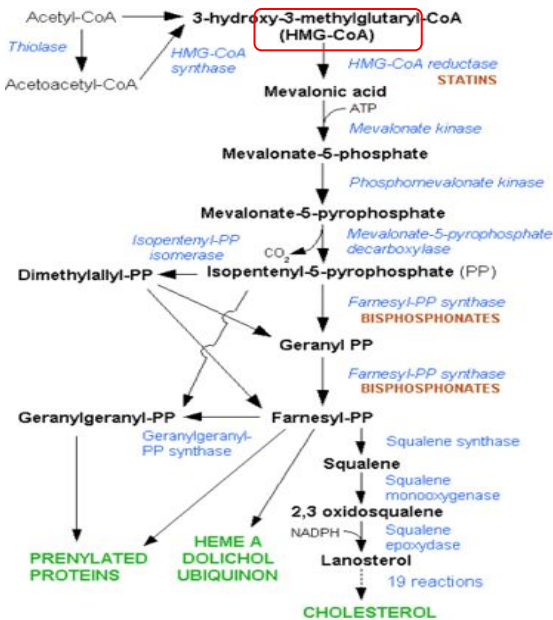 Acetyl-CoA
3-hydroxy-3-methylglutaryl-CoA
(HMG-CoA)
Thiolase
HMG-CoA
synthase
HMG-CoA reductase
STATINS
Acetoacetyl-CoA
Mevalonic acid
ATP
Mevalonate kinase
Mevalonate-5-phosphate
Phosphomevalonate kinase
Mevalonate-5-pyrophosphate
Isopentenyl-PP
isomerase
CO2
Mevalonate-5-pyrophosphate
decarboxylase
Dimethylallyl-PP
Isopentenyl-5-pyrophosphate (PP)
Farnesyl-PP synthase
BISPHOSPHONATES
Geranyl PP
Farnesyl-PP synthase
BISPHOSPHONATES
Geranylgeranyl-PP
Farnesyl-PP
Geranylgeranyl-
PP synthase
Squalene synthase
Squalene
Squalene
monooxygenase
2,3 oxidosqualene
NADPH
Squalene
epoxydase
Lanosterol
19 reactions
PRENYLATED
PROTEINS
HEME A
DOLICHOL
UBIQUINON
CHOLESTEROL